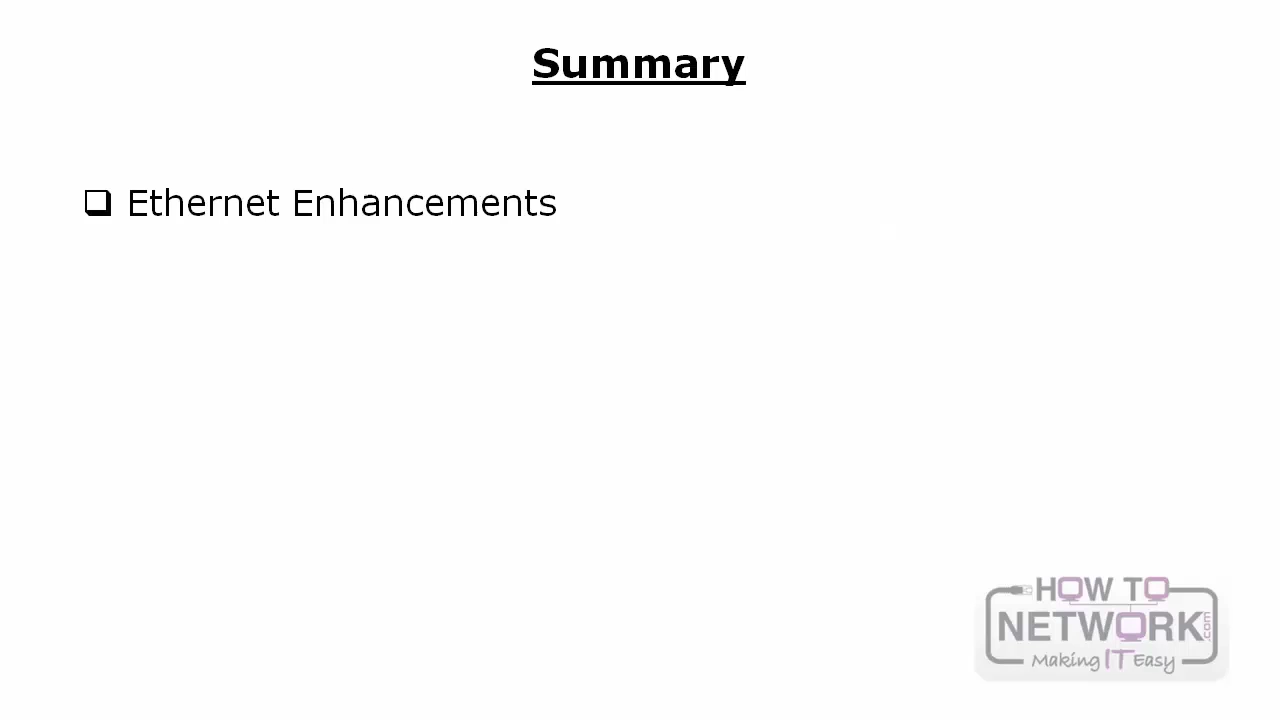 Summary
Ethernet Enhancements
HOW TO
NETWORK.com
Making IT Easy